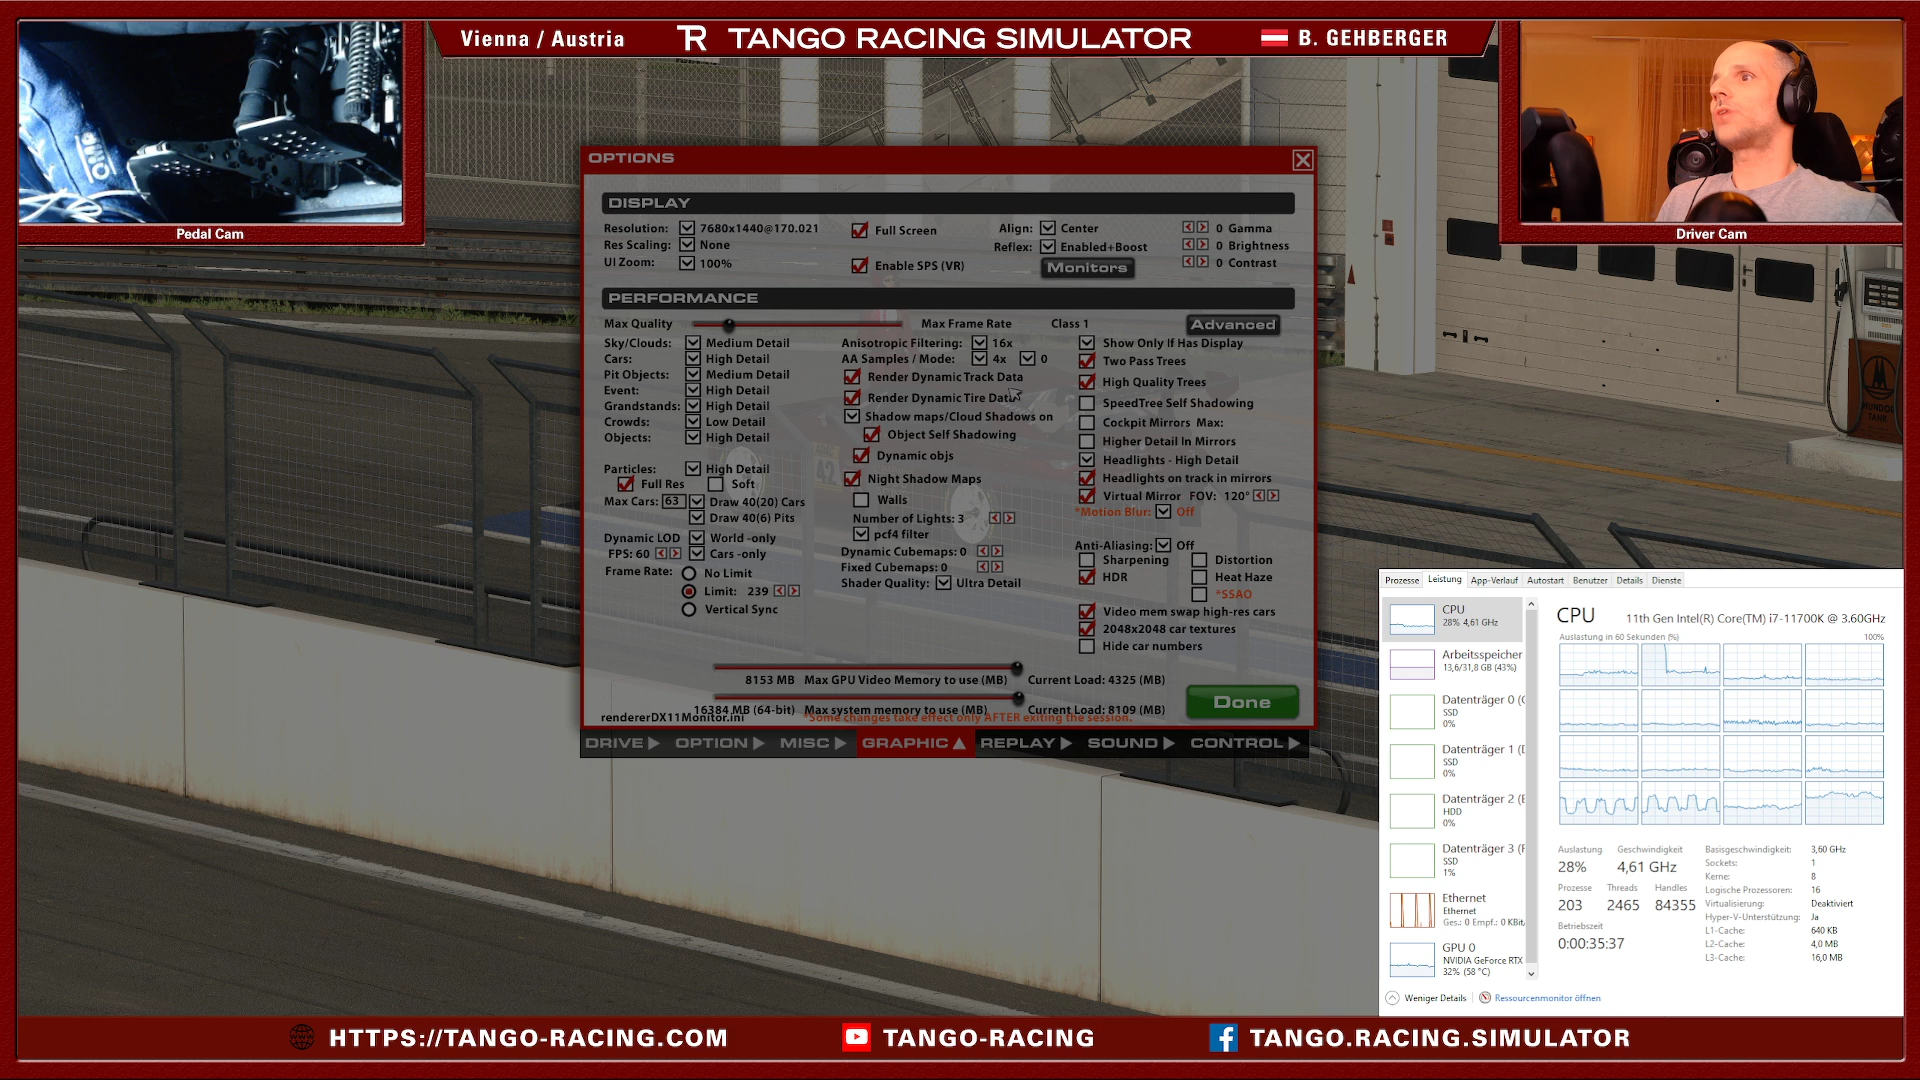 Vienna / Austria
TR TANGO RACING SIMULATOR
B. GEHBERGER
Pedal Cam
Driver Cam
OMP
OPTIONS
DISPLAY
Resolution: 7680x1440@170.021
Full Screen
Align: Center
0 Gamma
Res Scaling: None
Reflex: Enabled+Boost
0 Brightness
UI Zoom: 100%
Enable SPS (VR)
Monitors
0 Contrast
PERFORMANCE
Max Quality
Max Frame Rate
Class 1
Advanced
Sky/Clouds: Medium Detail
Cars: High Detail
Pit Objects: Medium Detail
Event: High Detail
Grandstands: High Detail
Crowds: Low Detail
Objects: High Detail
Particles: High Detail
Full Res
Soft
Max Cars: 63 Draw 40(20) Cars
Draw 40(6) Pits
Dynamic LOD World -only
FPS: 60 Cars -only
Frame Rate: No Limit
Limit: 239
Vertical Sync
Anisotropic Filtering: 16x
AA Samples / Mode: 4x 0
Render Dynamic Track Data
Render Dynamic Tire Data
Shadow maps/Cloud Shadows on
Object Self Shadowing
Dynamic objs
Night Shadow Maps
Walls
Number of Lights: 3
pcf4 filter
Dynamic Cubemaps: 0
Fixed Cubemaps: 0
Shader Quality: Ultra Detail
Show Only If Has Display
Two Pass Trees
High Quality Trees
SpeedTree Self Shadowing
Cockpit Mirrors Max:
Higher Detail In Mirrors
Headlights - High Detail
Headlights on track in mirrors
Virtual Mirror FOV: 120°
*Motion Blur: Off
Anti-Aliasing: Off
Sharpening
Distortion
HDR
Heat Haze
*SSAO
Video mem swap high-res cars
2048x2048 car textures
Hide car numbers
8153 MB Max GPU Video Memory to use (MB) Current Load: 4325 (MB)
16384 MB (64-bit) Max system memory to use (MB) Current Load: 8109 (MB)
rendererDX11Monitor.ini
*Some changes take effect only AFTER exiting the session.
Done
DRIVE
OPTION
MISC
GRAPHIC
REPLAY
SOUND
CONTROL
42
MUNDOR
TANK
Prozesse
Leistung
App-Verlauf
Autostart
Benutzer
Details
Dienste
CPU
28% 4,61 GHz
Arbeitsspeicher
13,6/31,8 GB (43%)
Datenträger 0 (C
SSD
0%
Datenträger 1 (
SSD
0%
Datenträger 2 (
HDD
0%
Datenträger 3 (
SSD
1%
Ethernet
Ethernet
Ges.: 0 Empf.: 0 KBit
GPU 0
NVIDIA GeForce RTX
32% (58 °C)
CPU
11th Gen Intel(R) Core(TM) i7-11700K @ 3.60GHz
Auslastung in 60 Sekunden (%)
100%
Auslastung
28%
Geschwindigkeit
4,61 GHz
Prozesse
203
Threads
2465
Handles
84355
Betriebszeit
0:00:35:37
Basisgeschwindigkeit: 3,60 GHz
Sockets: 1
Kerne: 8
Logische Prozessoren: 16
Virtualisierung: Deaktiviert
Hyper-V-Unterstützung: Ja
L1-Cache: 640 KB
L2-Cache: 4,0 MB
L3-Cache: 16,0 MB
Weniger Details
Ressourcenmonitor öffnen
HTTPS://TANGO-RACING.COM
TANGO-RACING
TANGO.RACING.SIMULATOR